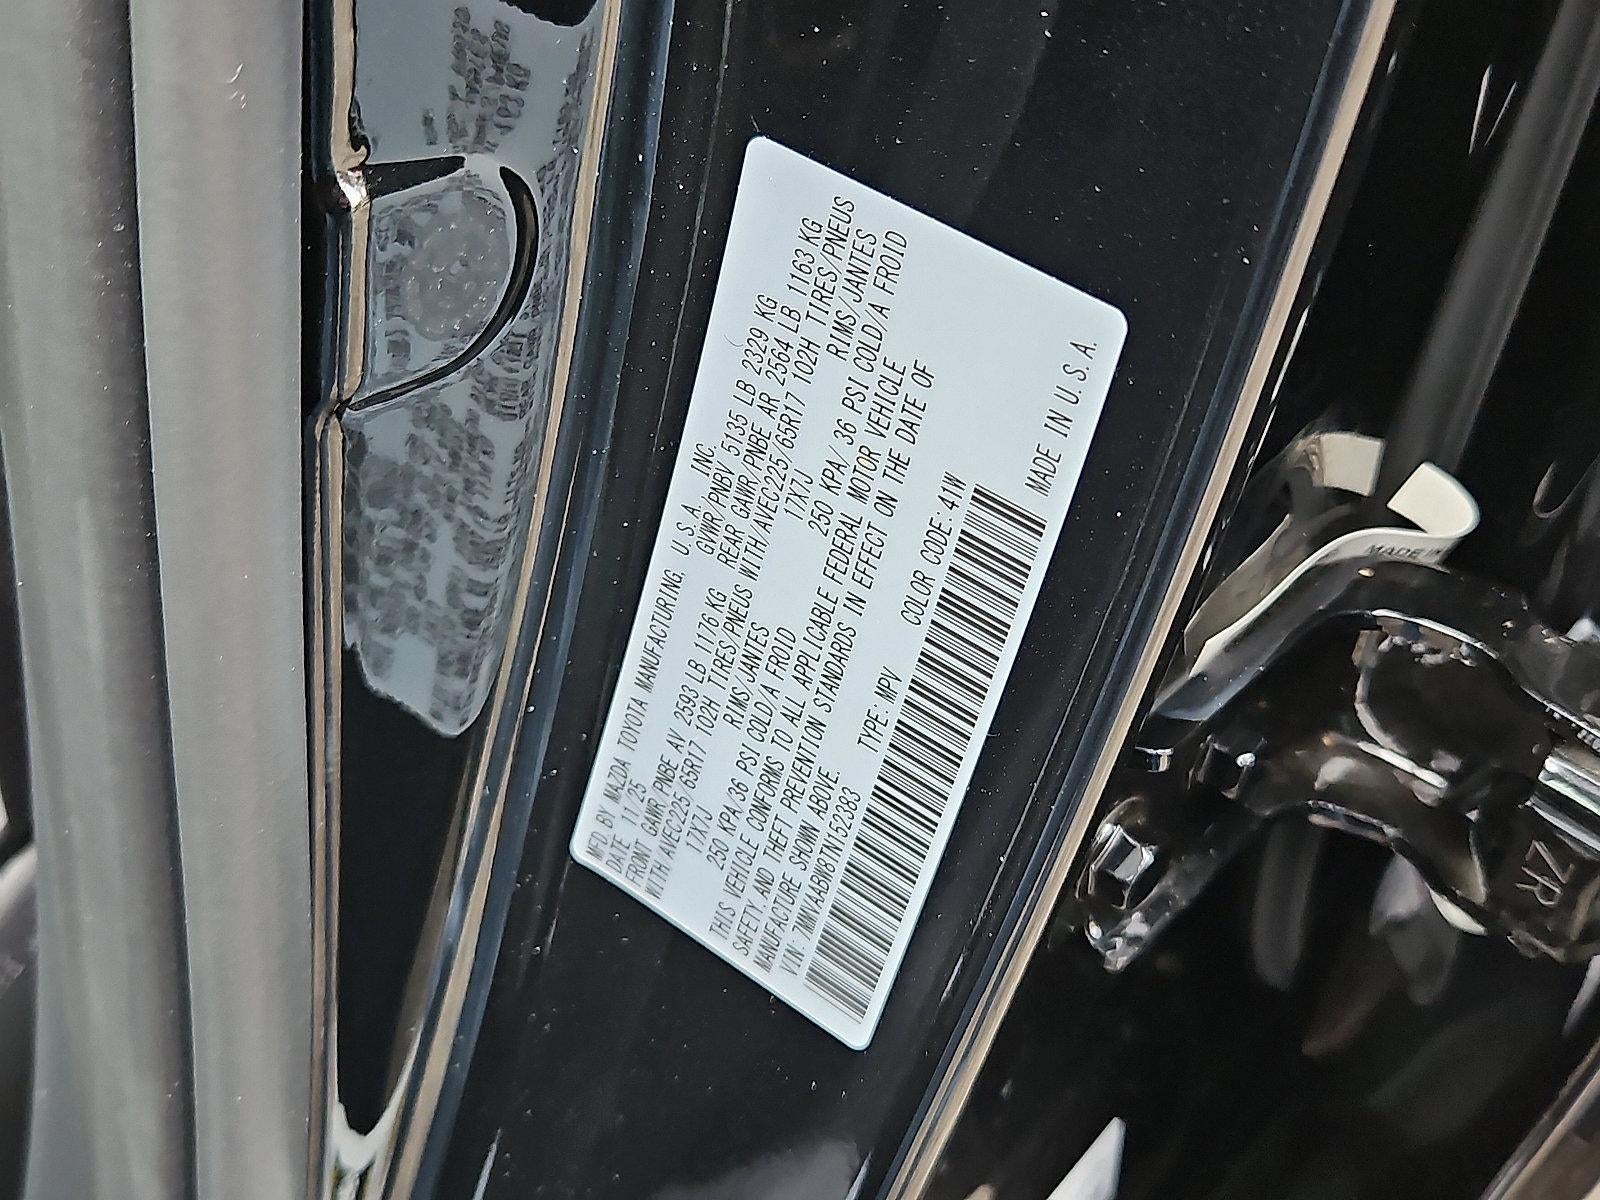 MFD. BY MAZDA TOYOTA MANUFACTURING, U.S.A, INC.
DATE 11/25 GVWR/PNBV 5135 LB 2329 KG
FRONT GAWR/PNBE AV 2593 LB 1176 KG REAR GAWR/PNBE AR 2564 LB 1163 KG
WITH/AVEC225/65R17 102H TIRES/PNEUS WITH/AVEC225/65R17 102H TIRES/PNEUS
17X7J RIMS/JANTES 17X7J RIMS/JANTES
250 KPA/36 PSI COLD/A FROID 250 KPA/36 PSI COLD/A FROID
THIS VEHICLE CONFORMS TO ALL APPLICABLE FEDERAL MOTOR VEHICLE
SAFETY, AND THEFT PREVENTION STANDARDS IN EFFECT ON THE DATE OF
MANUFACTURE SHOWN ABOVE.
VIN: 7MMVABBW8TN152383 TYPE: MPV COLOR CODE: 41W
MADE IN U.S.A.
MADE IN
ZR